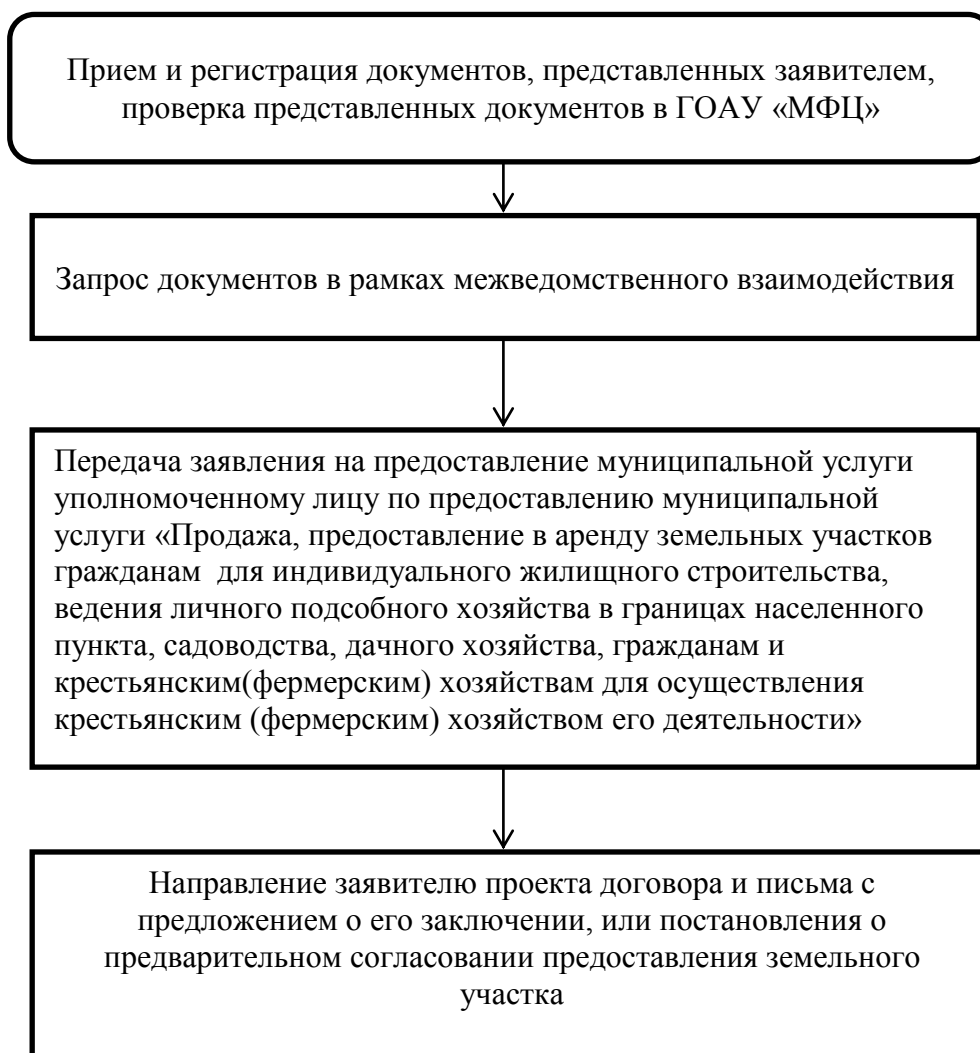 Прием и регистрация документов, представленных заявителем,
проверка представленных документов в ГОАУ «МФЦ»
Запрос документов в рамках межведомственного взаимодействия
Передача заявления на предоставление муниципальной услуги
уполномоченному лицу по предоставлению муниципальной
услуги «Продажа, предоставление в аренду земельных участков
гражданам для индивидуального жилищного строительства,
ведения личного подсобного хозяйства в границах населенного
пункта, садоводства, дачного хозяйства, гражданам и
крестьянским(фермерским) хозяйствам для осуществления
крестьянским (фермерским) хозяйством его деятельности»
Направление заявителю проекта договора и письма с
предложением о его заключении, или постановления о
предварительном согласовании предоставления земельного
участка